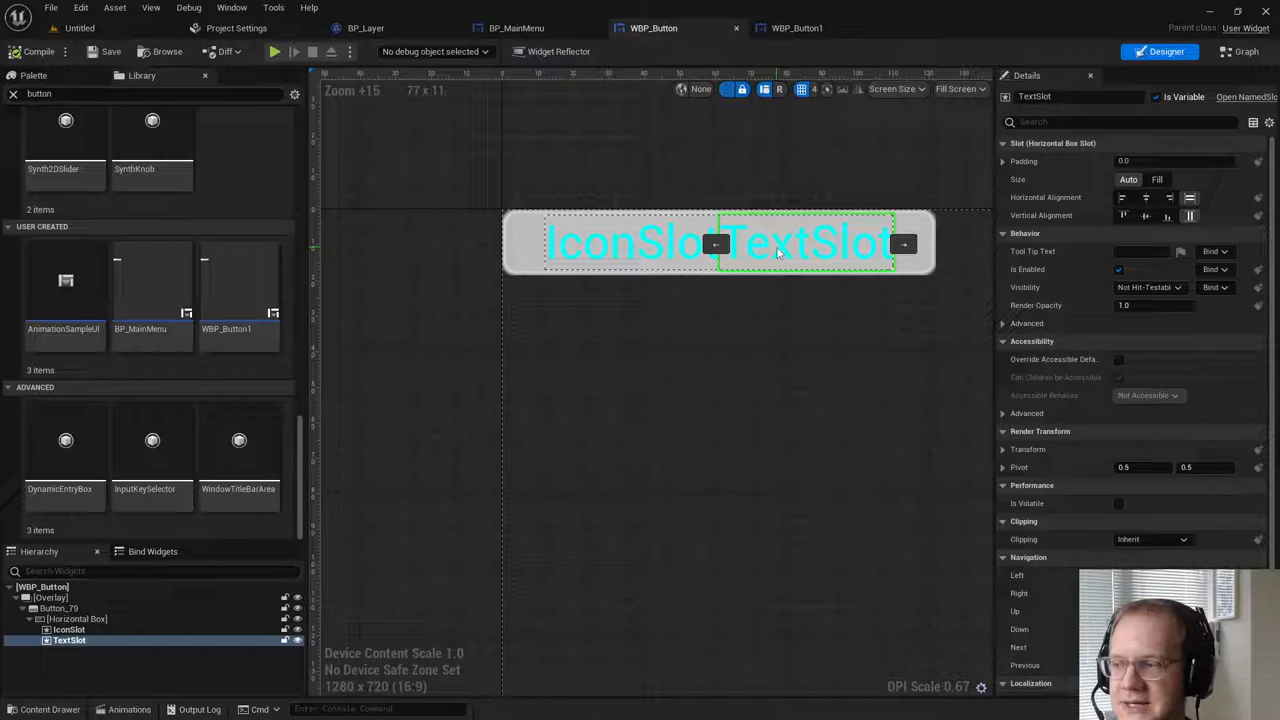 File Edit Asset View Debug Window Tools Help
Untitled Project Settings BP_Layer WBP_MainMenu WBP_Button WBP_Button1 Parent class: User Widget
Compile Save Browse Diff No debug object selected Widget Reflector Designer Graph
Palette Library
button
Synth2DSlider SynthKnob
2 items
USER CREATED
AnimationSampleUI BP_MainMenu WBP_Button1
3 items
ADVANCED
DynamicEntryBox InputKeySelector WindowTitleBarArea
3 items
Hierarchy Bind Widgets
Search Widgets
[WBP_Button]
[Overlay]
Button_79
[Horizontal Box]
IconSlot
TextSlot
Zoom +15 77 x 11
None R 4 Screen Size Fill Screen
IconSlot TextSlot
Device Content Scale 1.0
No Device Safe Zone Set
1280 x 720 (16:9) DPI Scale 0.67
Details
TextSlot Is Variable Open NamedSlo
Search
Slot (Horizontal Box Slot)
Padding 0.0
Size Auto Fill
Horizontal Alignment
Vertical Alignment
Behavior
Tool Tip Text Bind
Is Enabled Bind
Visibility Not Hit-Testabl Bind
Render Opacity 1.0
Advanced
Accessibility
Override Accessible Defa...
Can Children be Accessible
Accessible Behavior Not Accessible
Advanced
Render Transform
Transform
Pivot 0.5 0.5
Performance
Is Volatile
Clipping
Clipping Inherit
Navigation
Left
Right
Up
Down
Next
Previous
Localization
Content Drawer Animations Output Log Cmd Enter Console Command